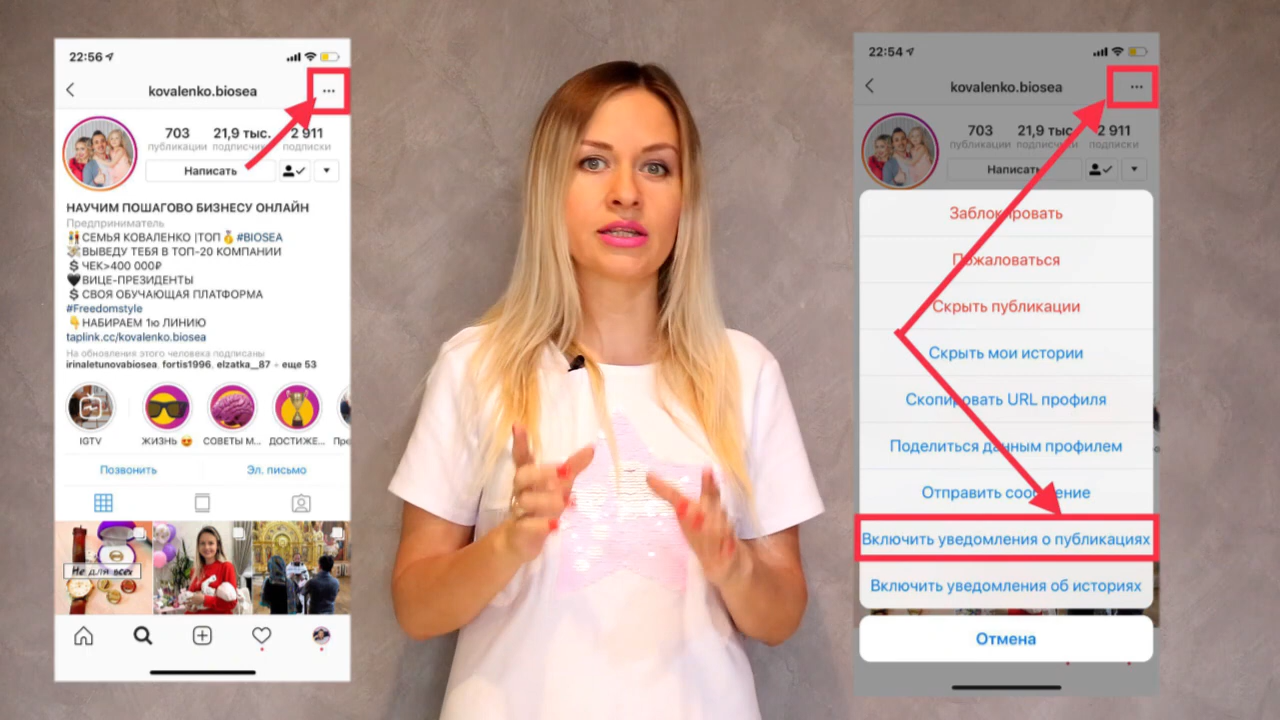 22:56
kovalenko.biosea
703 21,9 тыс. 2 911
публикации подписчики подписки
Написать
НАУЧИМ ПОШАГОВО БИЗНЕСУ ОНЛАЙН
Предприниматель
СЕМЬЯ КОВАЛЕНКО |ТОП #BIOSEA
ВЫВЕДУ ТЕБЯ В ТОП-20 КОМПАНИИ
$ ЧЕК>400 000₽
ВИЦЕ-ПРЕЗИДЕНТЫ
$ СВОЯ ОБУЧАЮЩАЯ ПЛАТФОРМА
#Freedomstyle
НАБИРАЕМ 1ю ЛИНИЮ
taplink.cc/kovalenko.biosea
На обновления этого человека подписаны
irinaletunovabiosea, fortis1996, elzatka__87 и еще 53
IGTV ЖИЗНЬ СОВЕТЫ М... ДОСТИЖЕ... Пре
Позвонить Эл. письмо
Не для всех
22:54
kovalenko.biosea
703 21,9 тыс. 2 911
публикации подписчики подписки
Написать
Заблокировать
Пожаловаться
Скрыть публикации
Скрыть мои истории
Скопировать URL профиля
Поделиться данным профилем
Отправить сообщение
Включить уведомления о публикациях
Включить уведомления об историях
Отмена